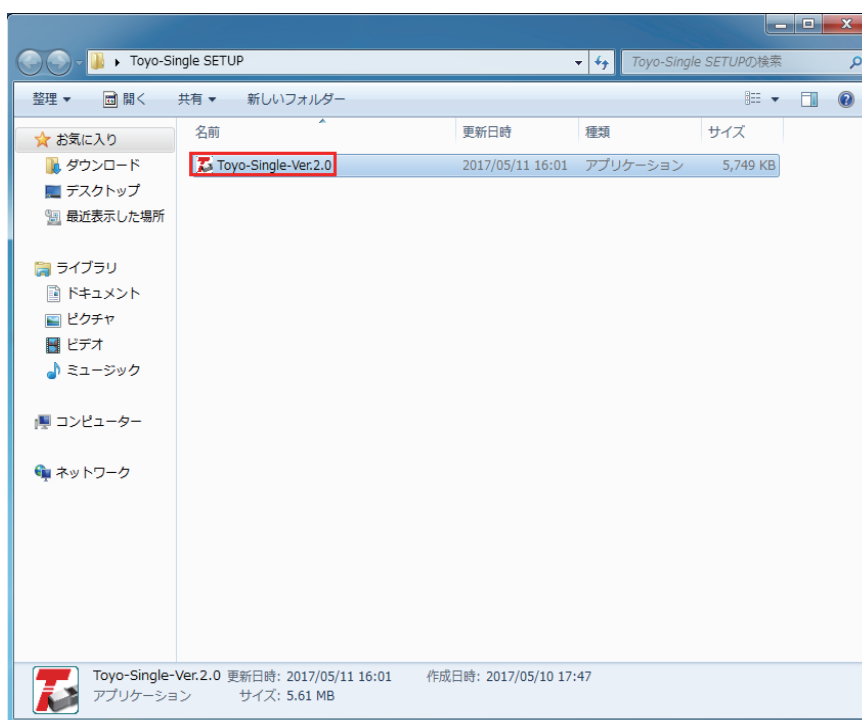 Toyo-Single SETUP
Toyo-Single SETUPの検索
整理 開く 共有 新しいフォルダー
お気に入り
ダウンロード
デスクトップ
最近表示した場所
ライブラリ
ドキュメント
ピクチャ
ビデオ
ミュージック
コンピューター
ネットワーク
名前 更新日時 種類 サイズ
Toyo-Single-Ver.2.0 2017/05/11 16:01 アプリケーション 5,749 KB
Toyo-Single-Ver.2.0 更新日時: 2017/05/11 16:01 作成日時: 2017/05/10 17:47
アプリケーション サイズ: 5.61 MB